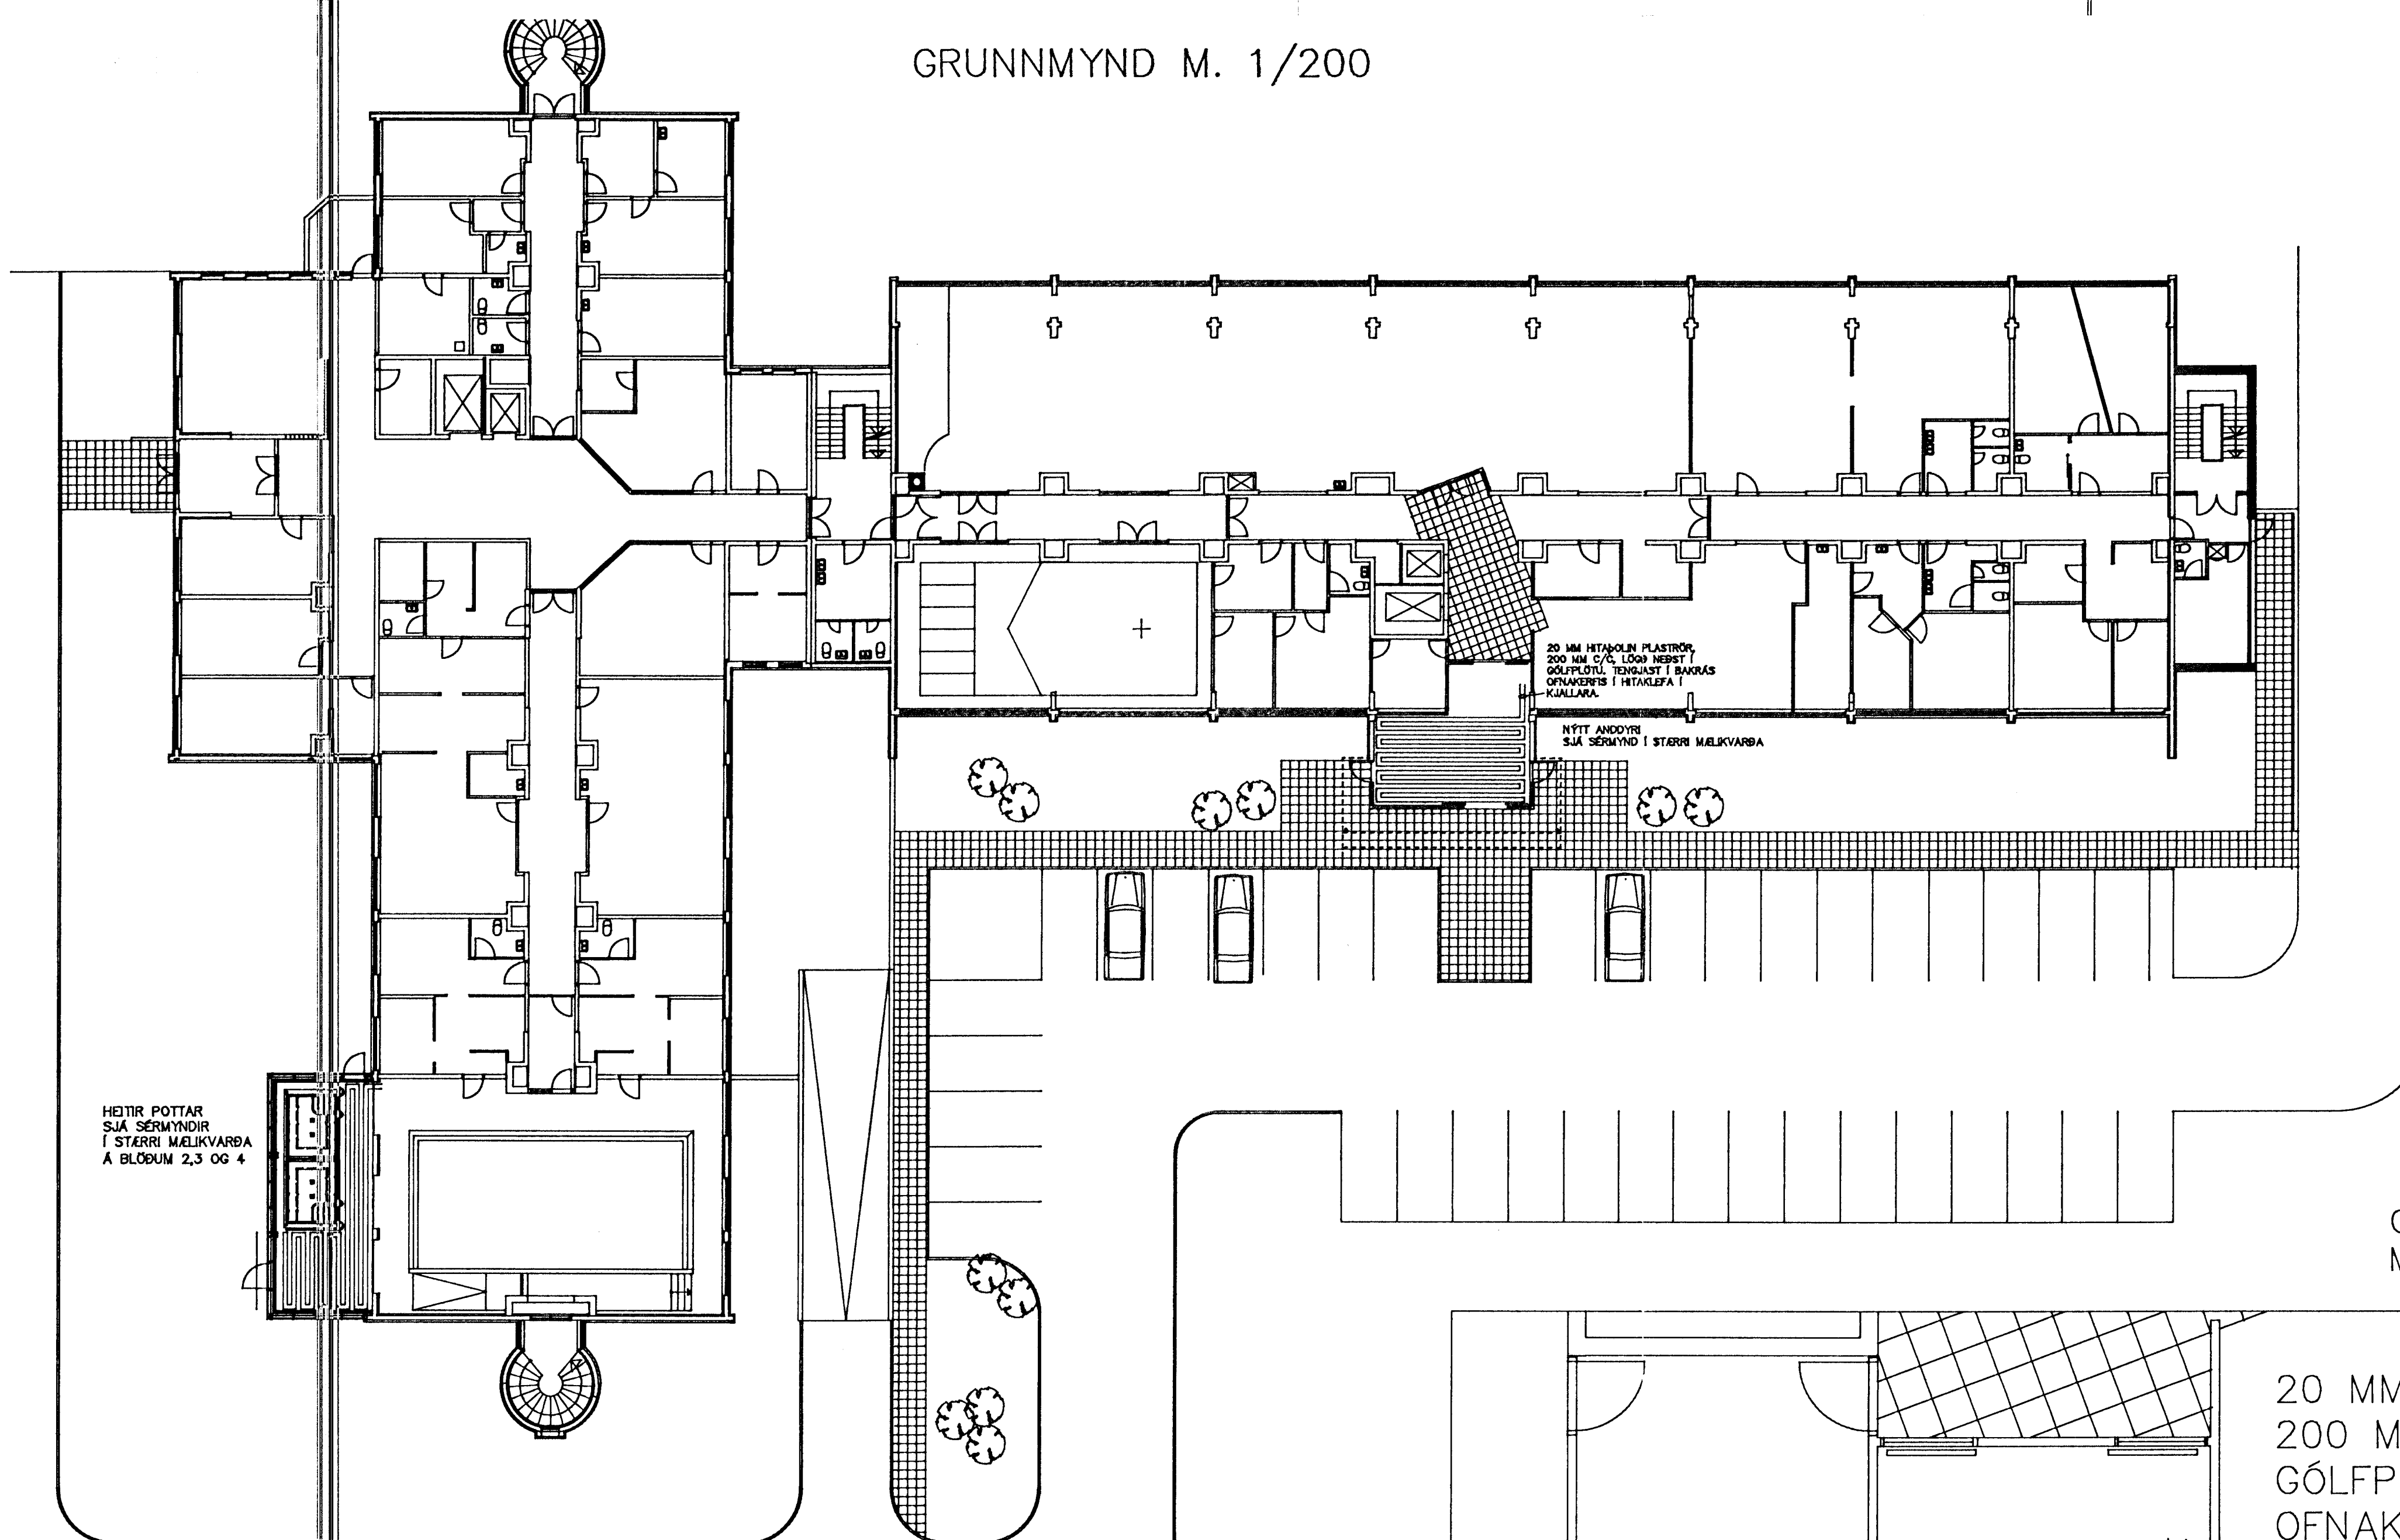 GRUNNMYND M. 1/200
20 MM HITAÞOLIN PLASTRÖR,
200 MM C/C, LÖGÐ NEÐST Í
GÓLFPLÖTU. TENGJAST Í BAKRÁS
OFNAKERFIS Í HITAKLEFA Í
KJALLARA.
NÝTT ANDDYRI
SJÁ SÉRMYND Í STÆRRI MÆLIKVARÐA
HEITIR POTTAR
SJÁ SÉRMYNDIR
Í STÆRRI MÆLIKVARÐA
Á BLÖÐUM 2,3 OG 4
20 MM
200 M
GÓLFP
OFNAK